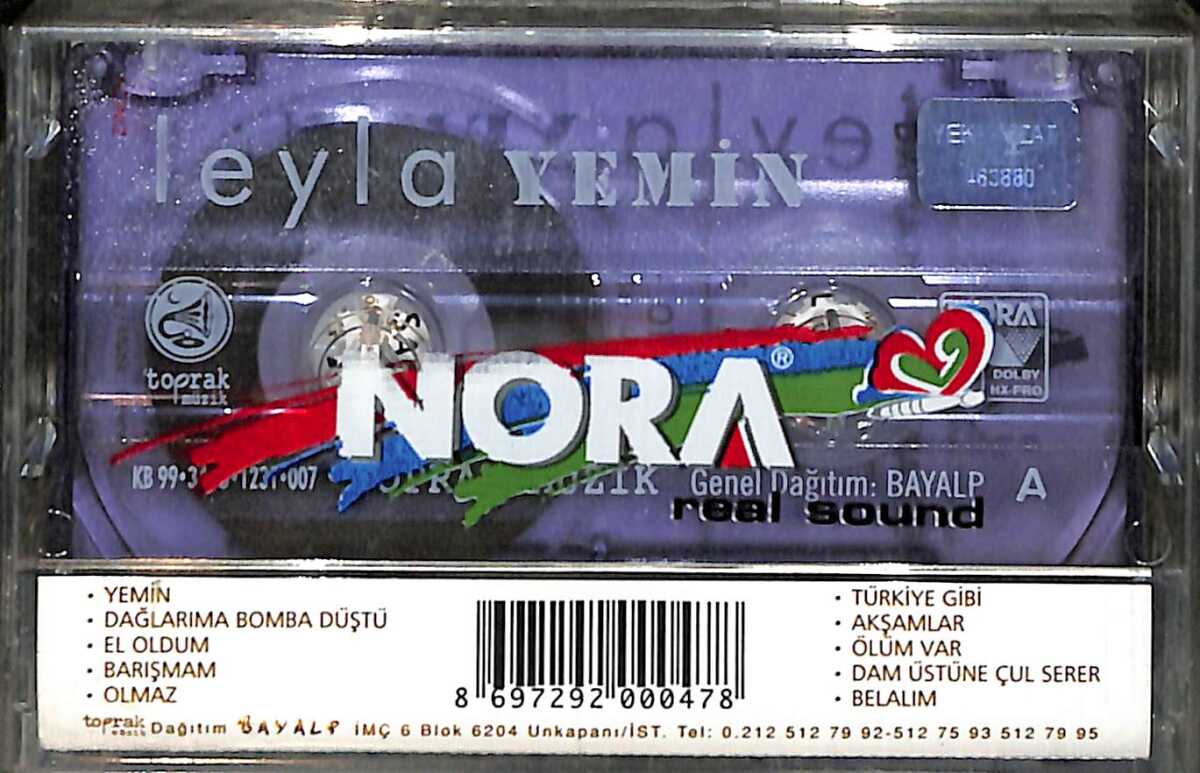 leyla YEMİN
463860
toprak
müzik
NORA®
DOLBY
HX-PRO
Genel Dağıtım: BAYALP A
real sound
· YEMİN
· DAĞLARIMA BOMBA DÜŞTÜ
· EL OLDUM
· BARIŞMAM
· OLMAZ
8 697292 000478
· TÜRKİYE GİBİ
· AKŞAMLAR
· ÖLÜM VAR
· DAM ÜSTÜNE ÇUL SERER
· BELALIM
toprak müzik Dağıtım BAYALP İMÇ 6 Blok 6204 Unkapanı/İST. Tel: 0.212 512 79 92-512 75 93 512 79 95